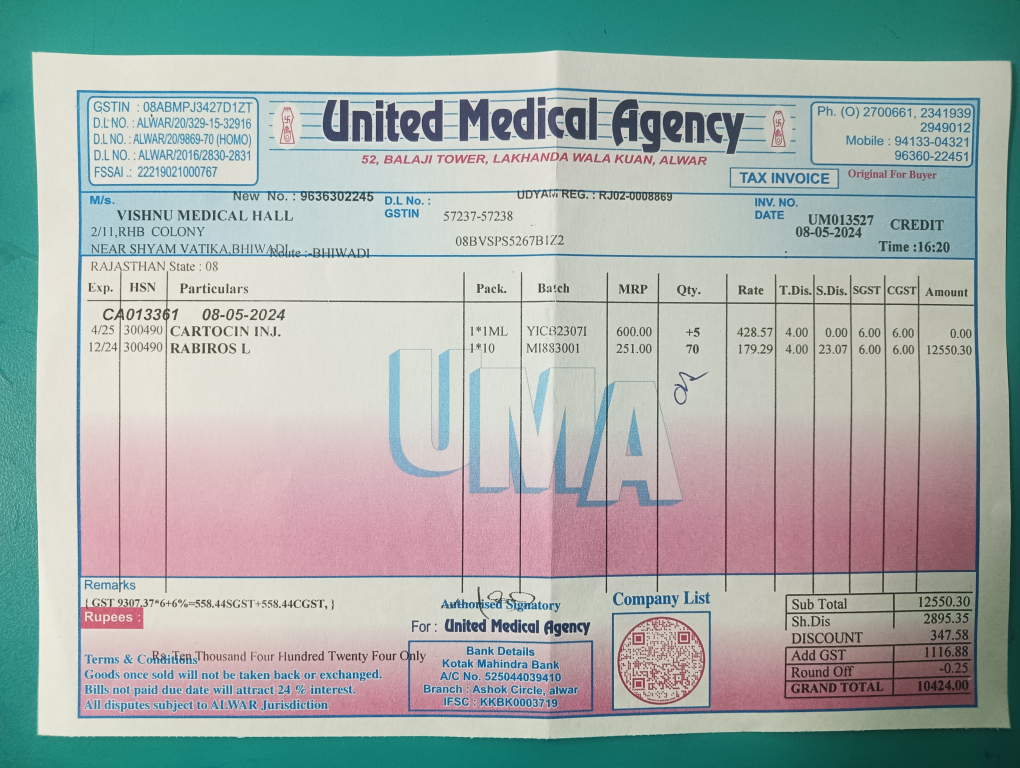 GSTIN : 08ABMPJ3427D1ZT
D.L NO. : ALWAR/20/329-15-32916
D.L NO. : ALWAR/20/9869-70 (HOMO)
D.L NO. : ALWAR/2016/2830-2831
FSSAI .: 22219021000767
United Medical Agency
52, BALAJI TOWER, LAKHANDA WALA KUAN, ALWAR
Ph. (O) 2700661, 2341939
2949012
Mobile : 94133-04321
96360-22451
TAX INVOICE Original For Buyer
M/s. New No. : 9636302245
VISHNU MEDICAL HALL
2/11,RHB COLONY
NEAR SHYAM VATIKA,BHIWADI
Route :-BHIWADI
RAJASTHAN State : 08
D.L No. : 57237-57238
GSTIN 08BVSPS5267B1Z2
UDYAM REG. : RJ02-0008869
INV. NO. UM013527 CREDIT
DATE 08-05-2024
Time :16:20
Exp. HSN Particulars Pack. Batch MRP Qty. Rate T.Dis. S.Dis. SGST CGST Amount
CA013361 08-05-2024
4/25 300490 CARTOCIN INJ. 1*1ML YICB2307I 600.00 +5 428.57 4.00 0.00 6.00 6.00 0.00
12/24 300490 RABIROS L 1*10 MI883001 251.00 70 179.29 4.00 23.07 6.00 6.00 12550.30
UMA
Remarks
{ GST 9307.37*6+6%=558.44SGST+558.44CGST, }
Rupees :
Rs. Ten Thousand Four Hundred Twenty Four Only
Terms & Conditions
Goods once sold will not be taken back or exchanged.
Bills not paid due date will attract 24 % interest.
All disputes subject to ALWAR Jurisdiction
Authorised Signatory
For : United Medical Agency
Bank Details
Kotak Mahindra Bank
A/C No. 525044039410
Branch : Ashok Circle, alwar
IFSC : KKBK0003719
Company List
Sub Total 12550.30
Sh.Dis 2895.35
DISCOUNT 347.58
Add GST 1116.88
Round Off -0.25
GRAND TOTAL 10424.00